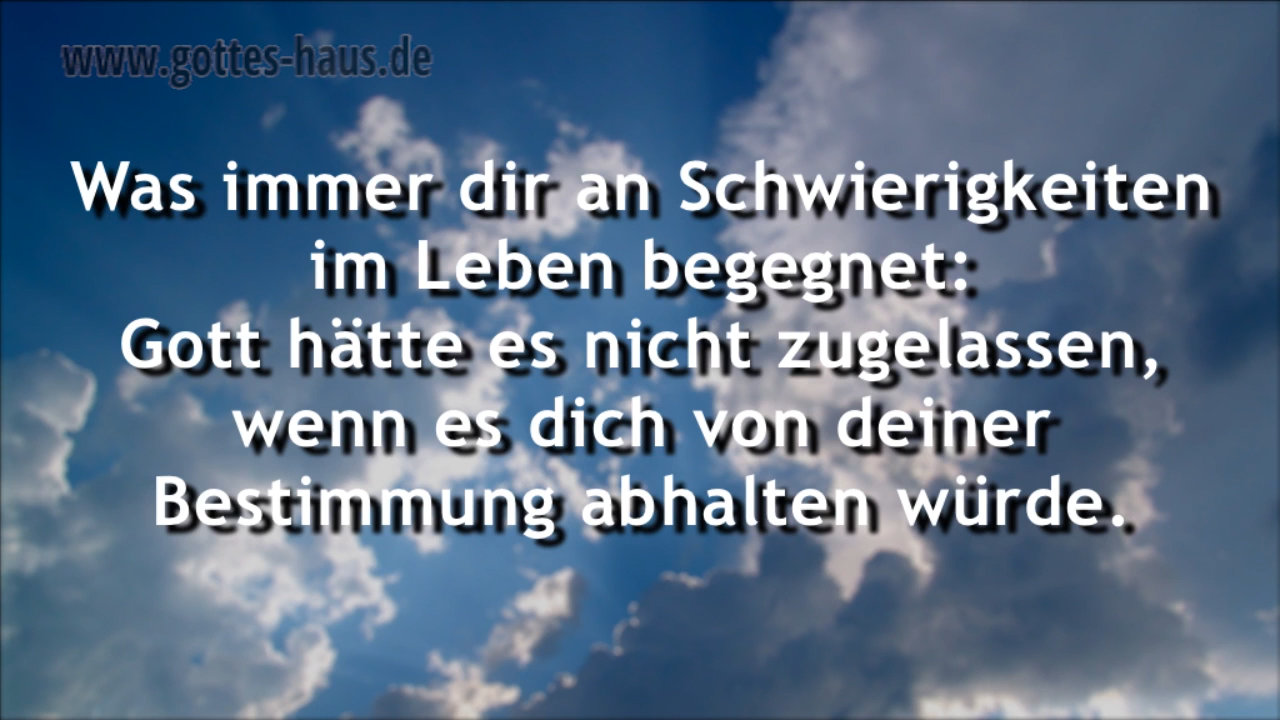 www.gottes-haus.de
Was immer dir an Schwierigkeiten
im Leben begegnet:
Gott hätte es nicht zugelassen,
wenn es dich von deiner
Bestimmung abhalten würde.